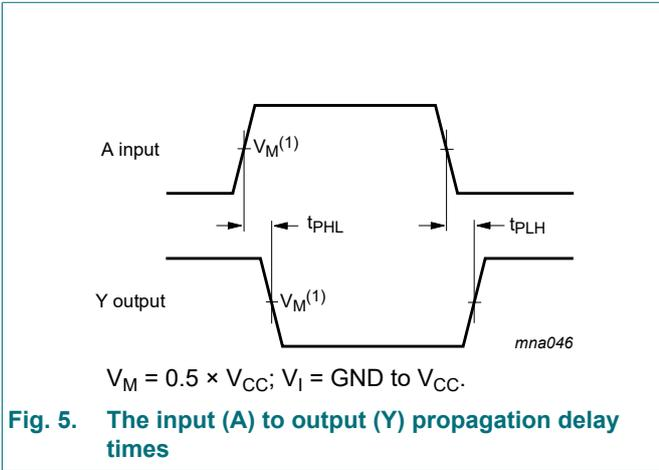 A input
V_M(1)
t_PHL
t_PLH
Y output
V_M(1)
mna046
V_M = 0.5 × V_CC; V_I = GND to V_CC.
Fig. 5. The input (A) to output (Y) propagation delay
times